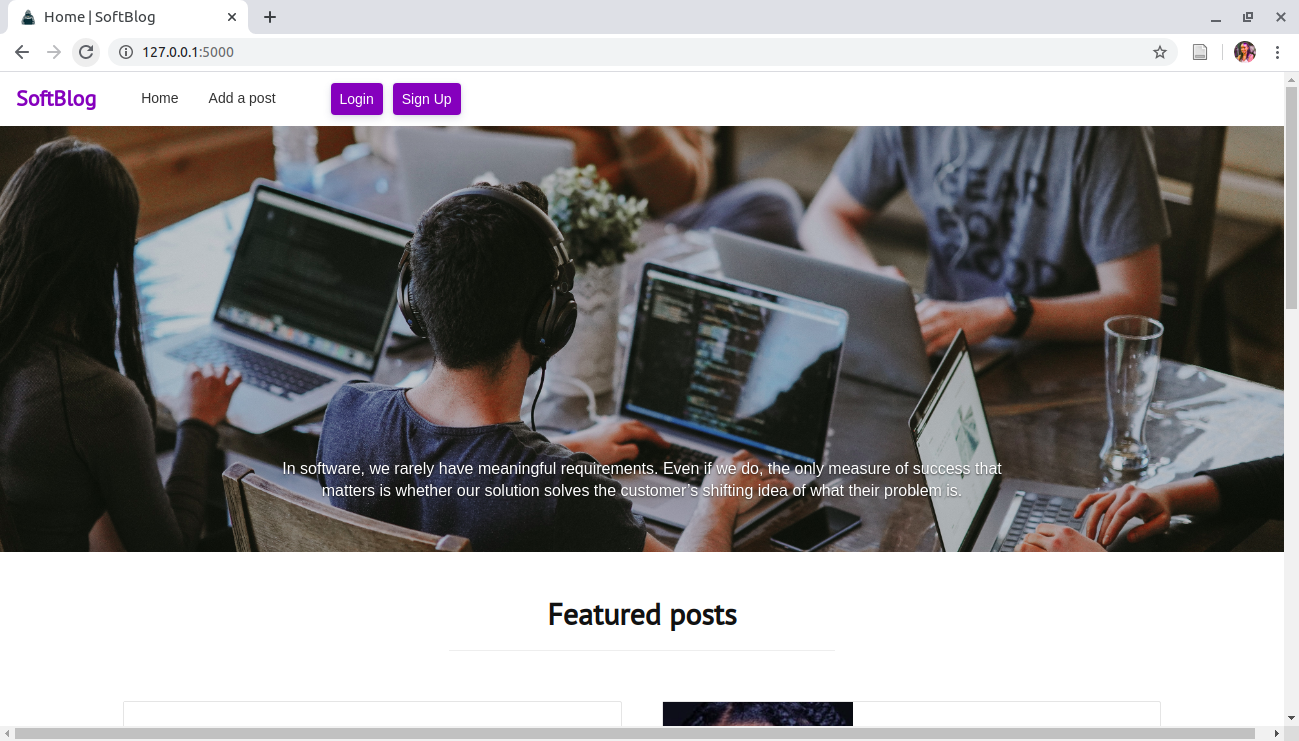 Home | SoftBlog
127.0.0.1:5000
SoftBlog
Home
Add a post
Login
Sign Up
In software, we rarely have meaningful requirements. Even if we do, the only measure of success that
matters is whether our solution solves the customer's shifting idea of what their problem is.
Featured posts